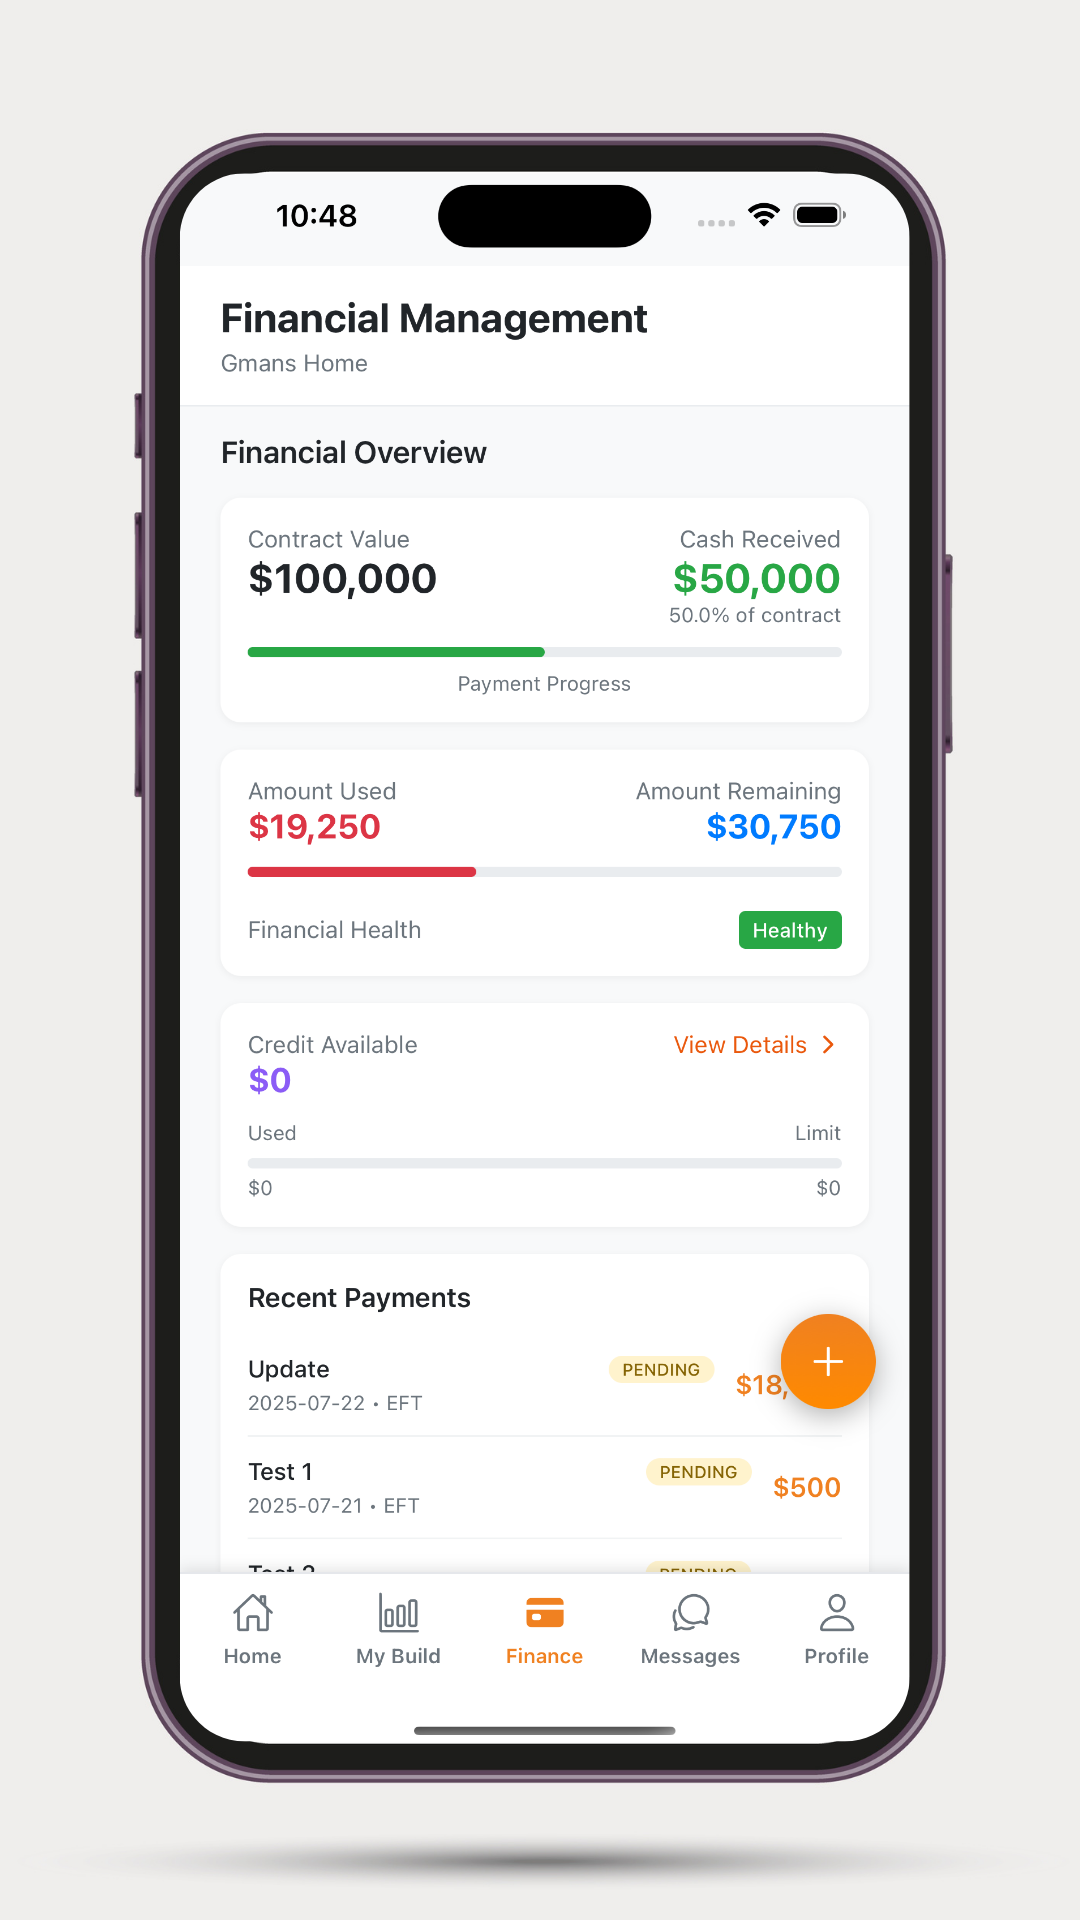 10:48
Financial Management
Gmans Home
Financial Overview
Contract Value
Cash Received
$100,000
$50,000
50.0% of contract
Payment Progress
Amount Used
Amount Remaining
$19,250
$30,750
Financial Health
Healthy
Credit Available
View Details
$0
Used
Limit
$0
$0
Recent Payments
Update
PENDING
$18,
2025-07-22 • EFT
Test 1
PENDING
$500
2025-07-21 • EFT
Home
My Build
Finance
Messages
Profile